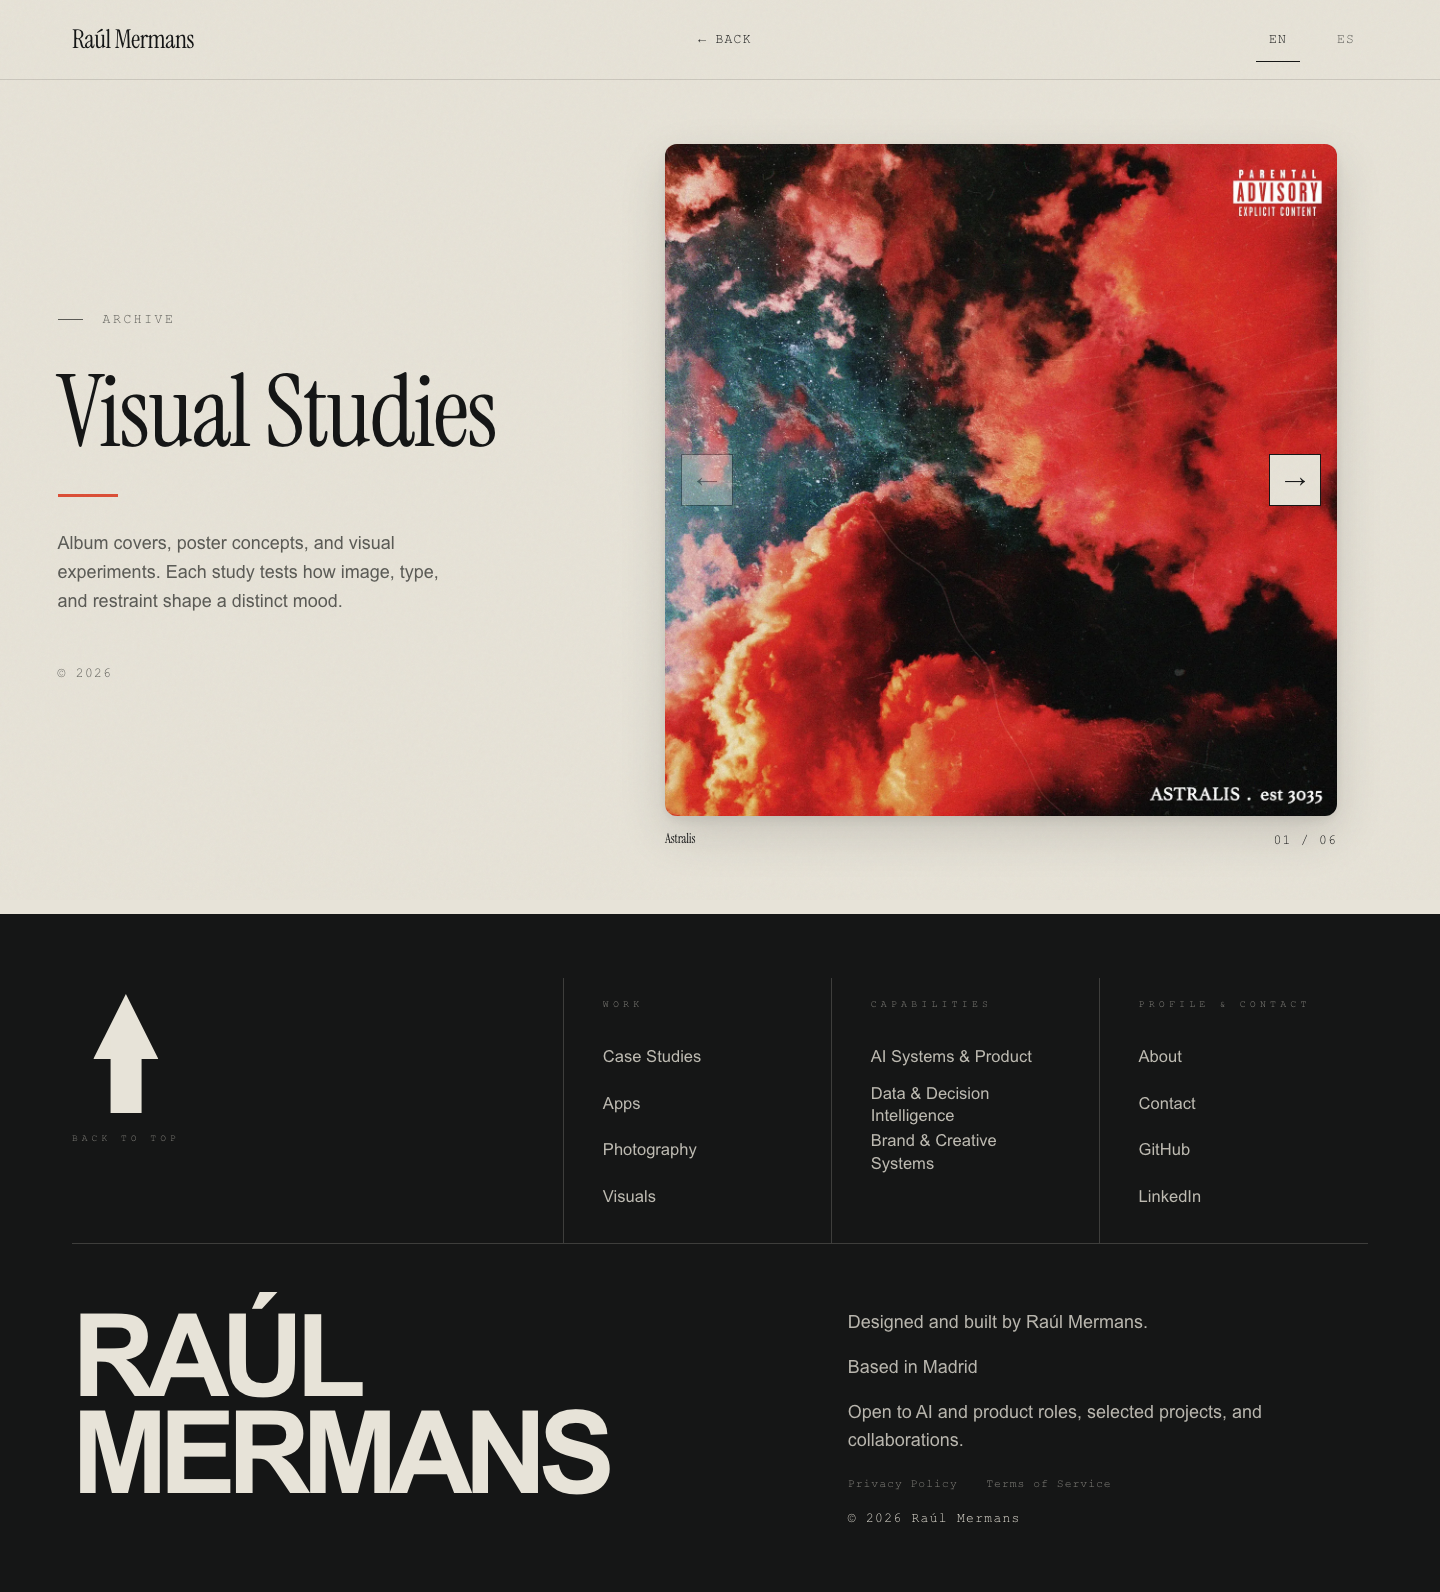 Raúl Mermans
← BACK
EN
ES
ARCHIVE
Visual Studies
Album covers, poster concepts, and visual
experiments. Each study tests how image, type,
and restraint shape a distinct mood.
© 2026
PARENTAL
ADVISORY
EXPLICIT CONTENT
←
→
ASTRALIS . est 3035
Astralis
01 / 06
BACK TO TOP
WORK
Case Studies
Apps
Photography
Visuals
CAPABILITIES
AI Systems & Product
Data & Decision
Intelligence
Brand & Creative
Systems
PROFILE & CONTACT
About
Contact
GitHub
LinkedIn
RAÚL
MERMANS
Designed and built by Raúl Mermans.
Based in Madrid
Open to AI and product roles, selected projects, and
collaborations.
Privacy Policy
Terms of Service
© 2026 Raúl Mermans